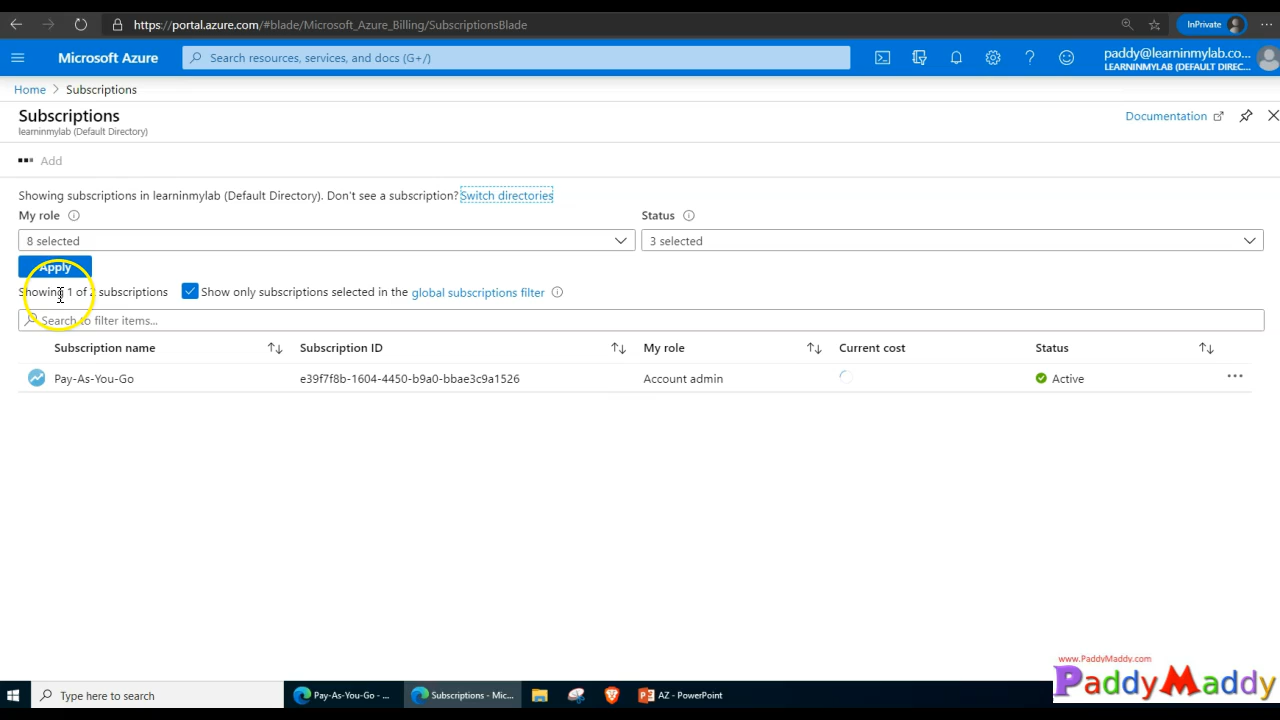 https://portal.azure.com/#blade/Microsoft_Azure_Billing/SubscriptionsBlade
InPrivate
Microsoft Azure
Search resources, services, and docs (G+/)
paddy@learninmylab.co...
LEARNINMYLAB (DEFAULT DIREC...
Home > Subscriptions
Subscriptions
learninmylab (Default Directory)
Documentation
Add
Showing subscriptions in learninmylab (Default Directory). Don't see a subscription? Switch directories
My role
Status
8 selected
3 selected
Apply
Showing 1 of 2 subscriptions
Show only subscriptions selected in the global subscriptions filter
Search to filter items...
Subscription name
Subscription ID
My role
Current cost
Status
Pay-As-You-Go
e39f7f8b-1604-4450-b9a0-bbae3c9a1526
Account admin
Active
www.PaddyMaddy.com
PaddyMaddy
Type here to search
Pay-As-You-Go - ...
Subscriptions - Mic...
AZ - PowerPoint